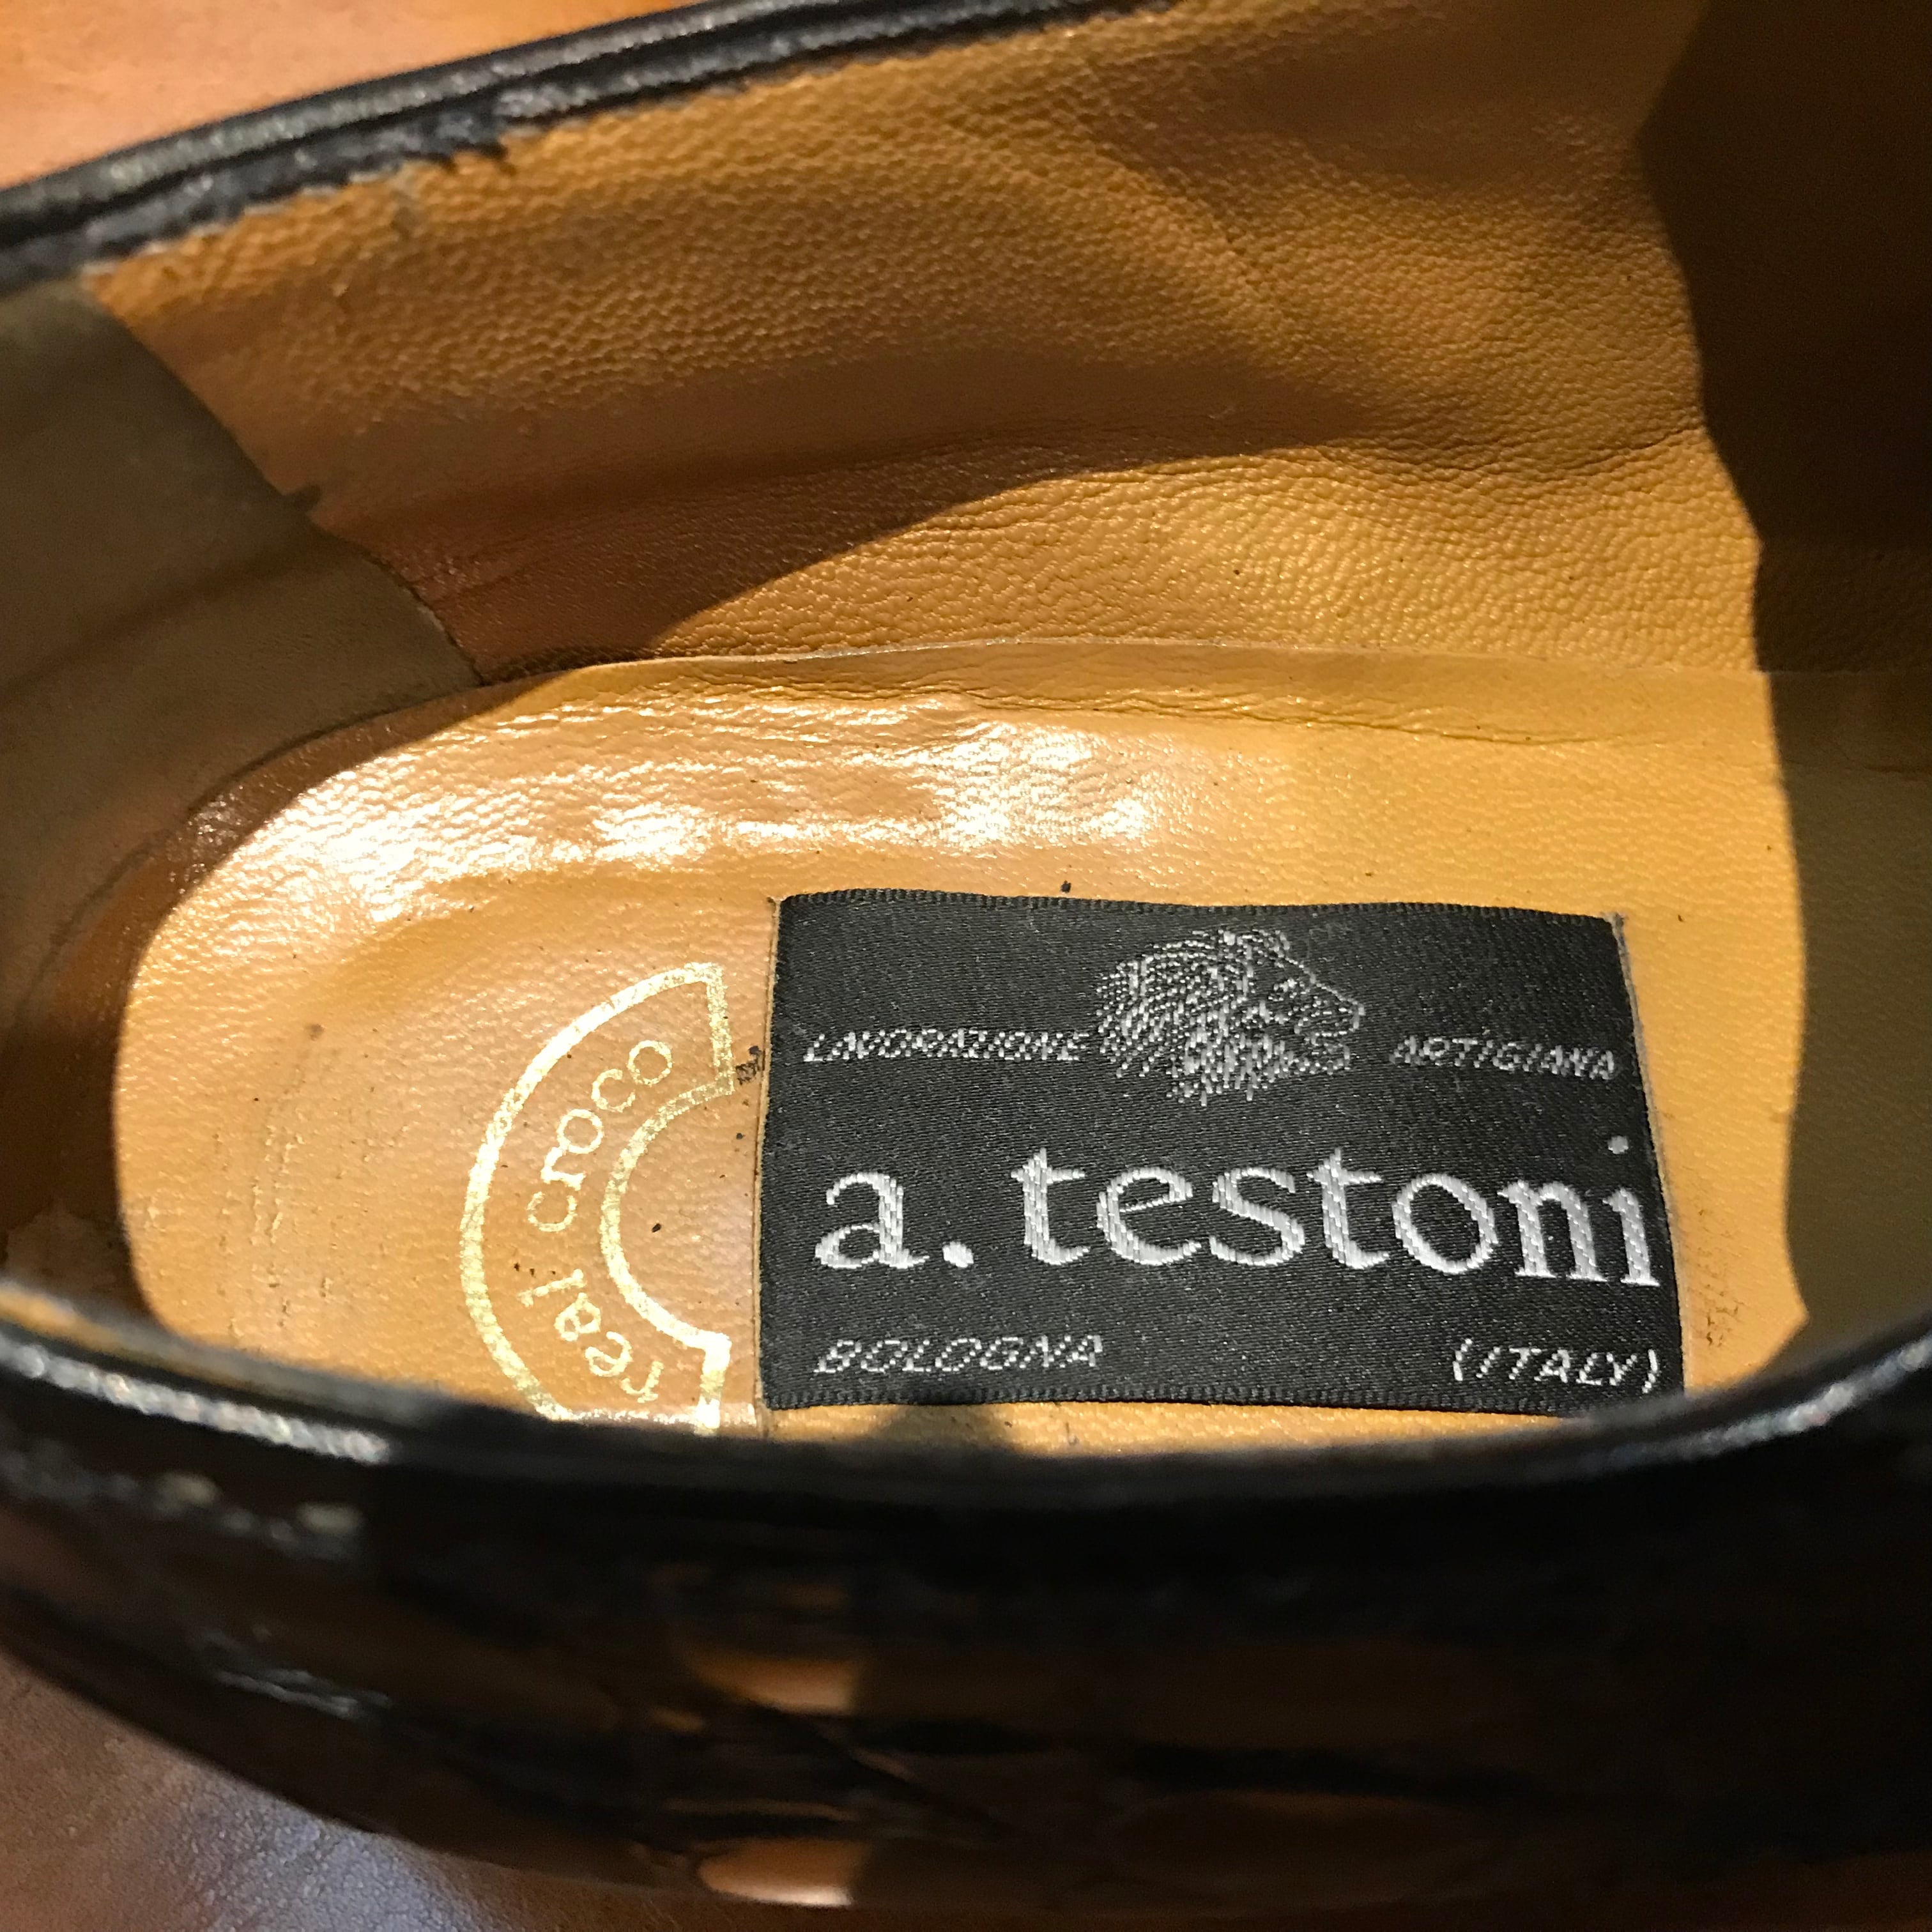 real croco
LAVORAZIONE ARTIGIANA
a. testoni
BOLOGNA (ITALY)